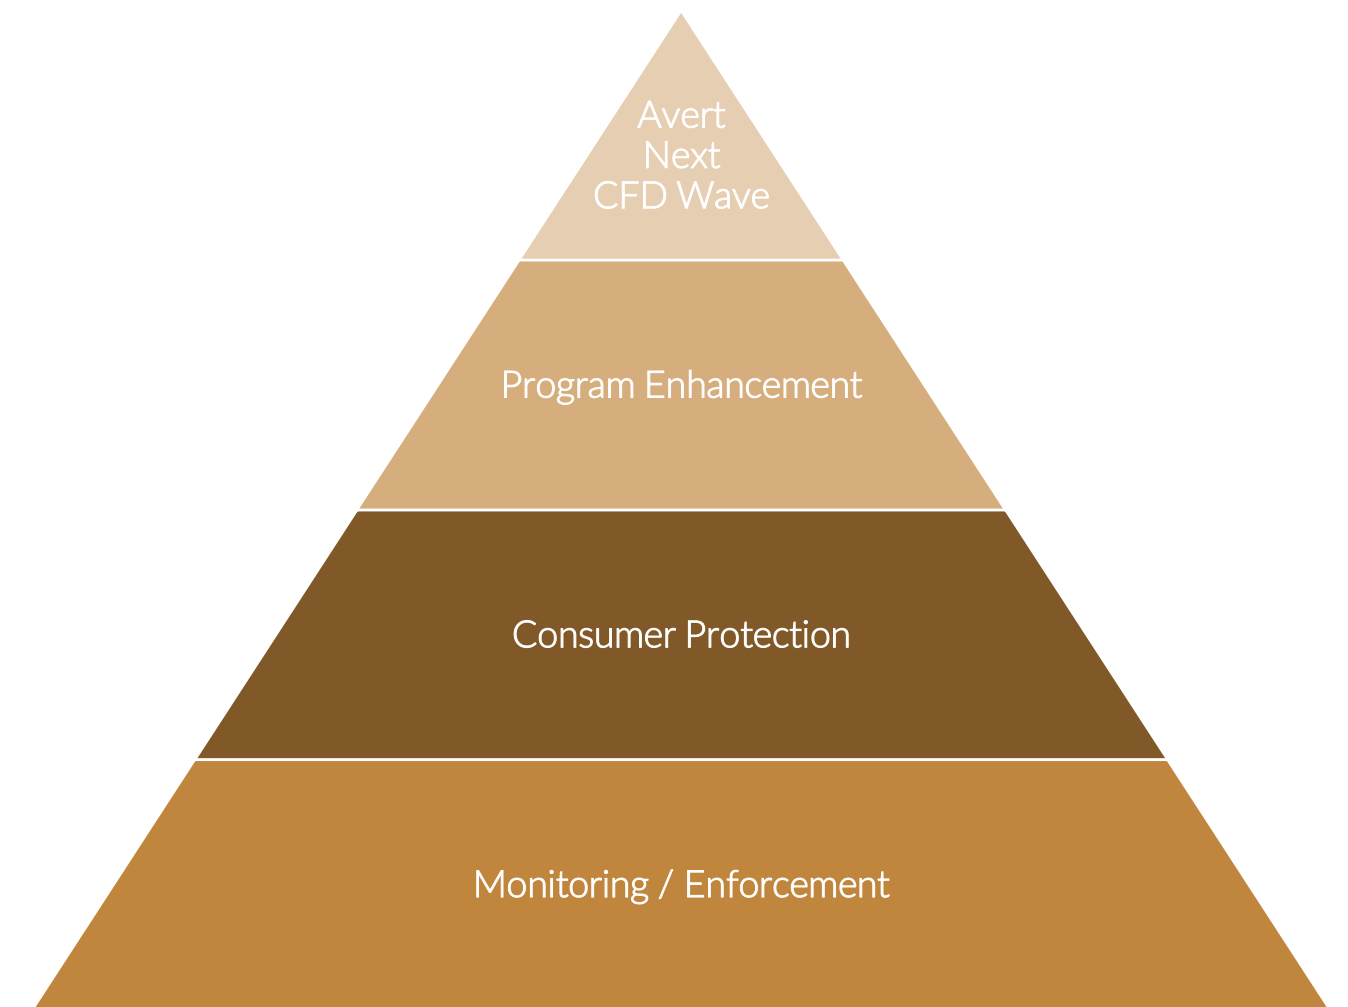 Avert
Next
CFD Wave
Program Enhancement
Consumer Protection
Monitoring / Enforcement